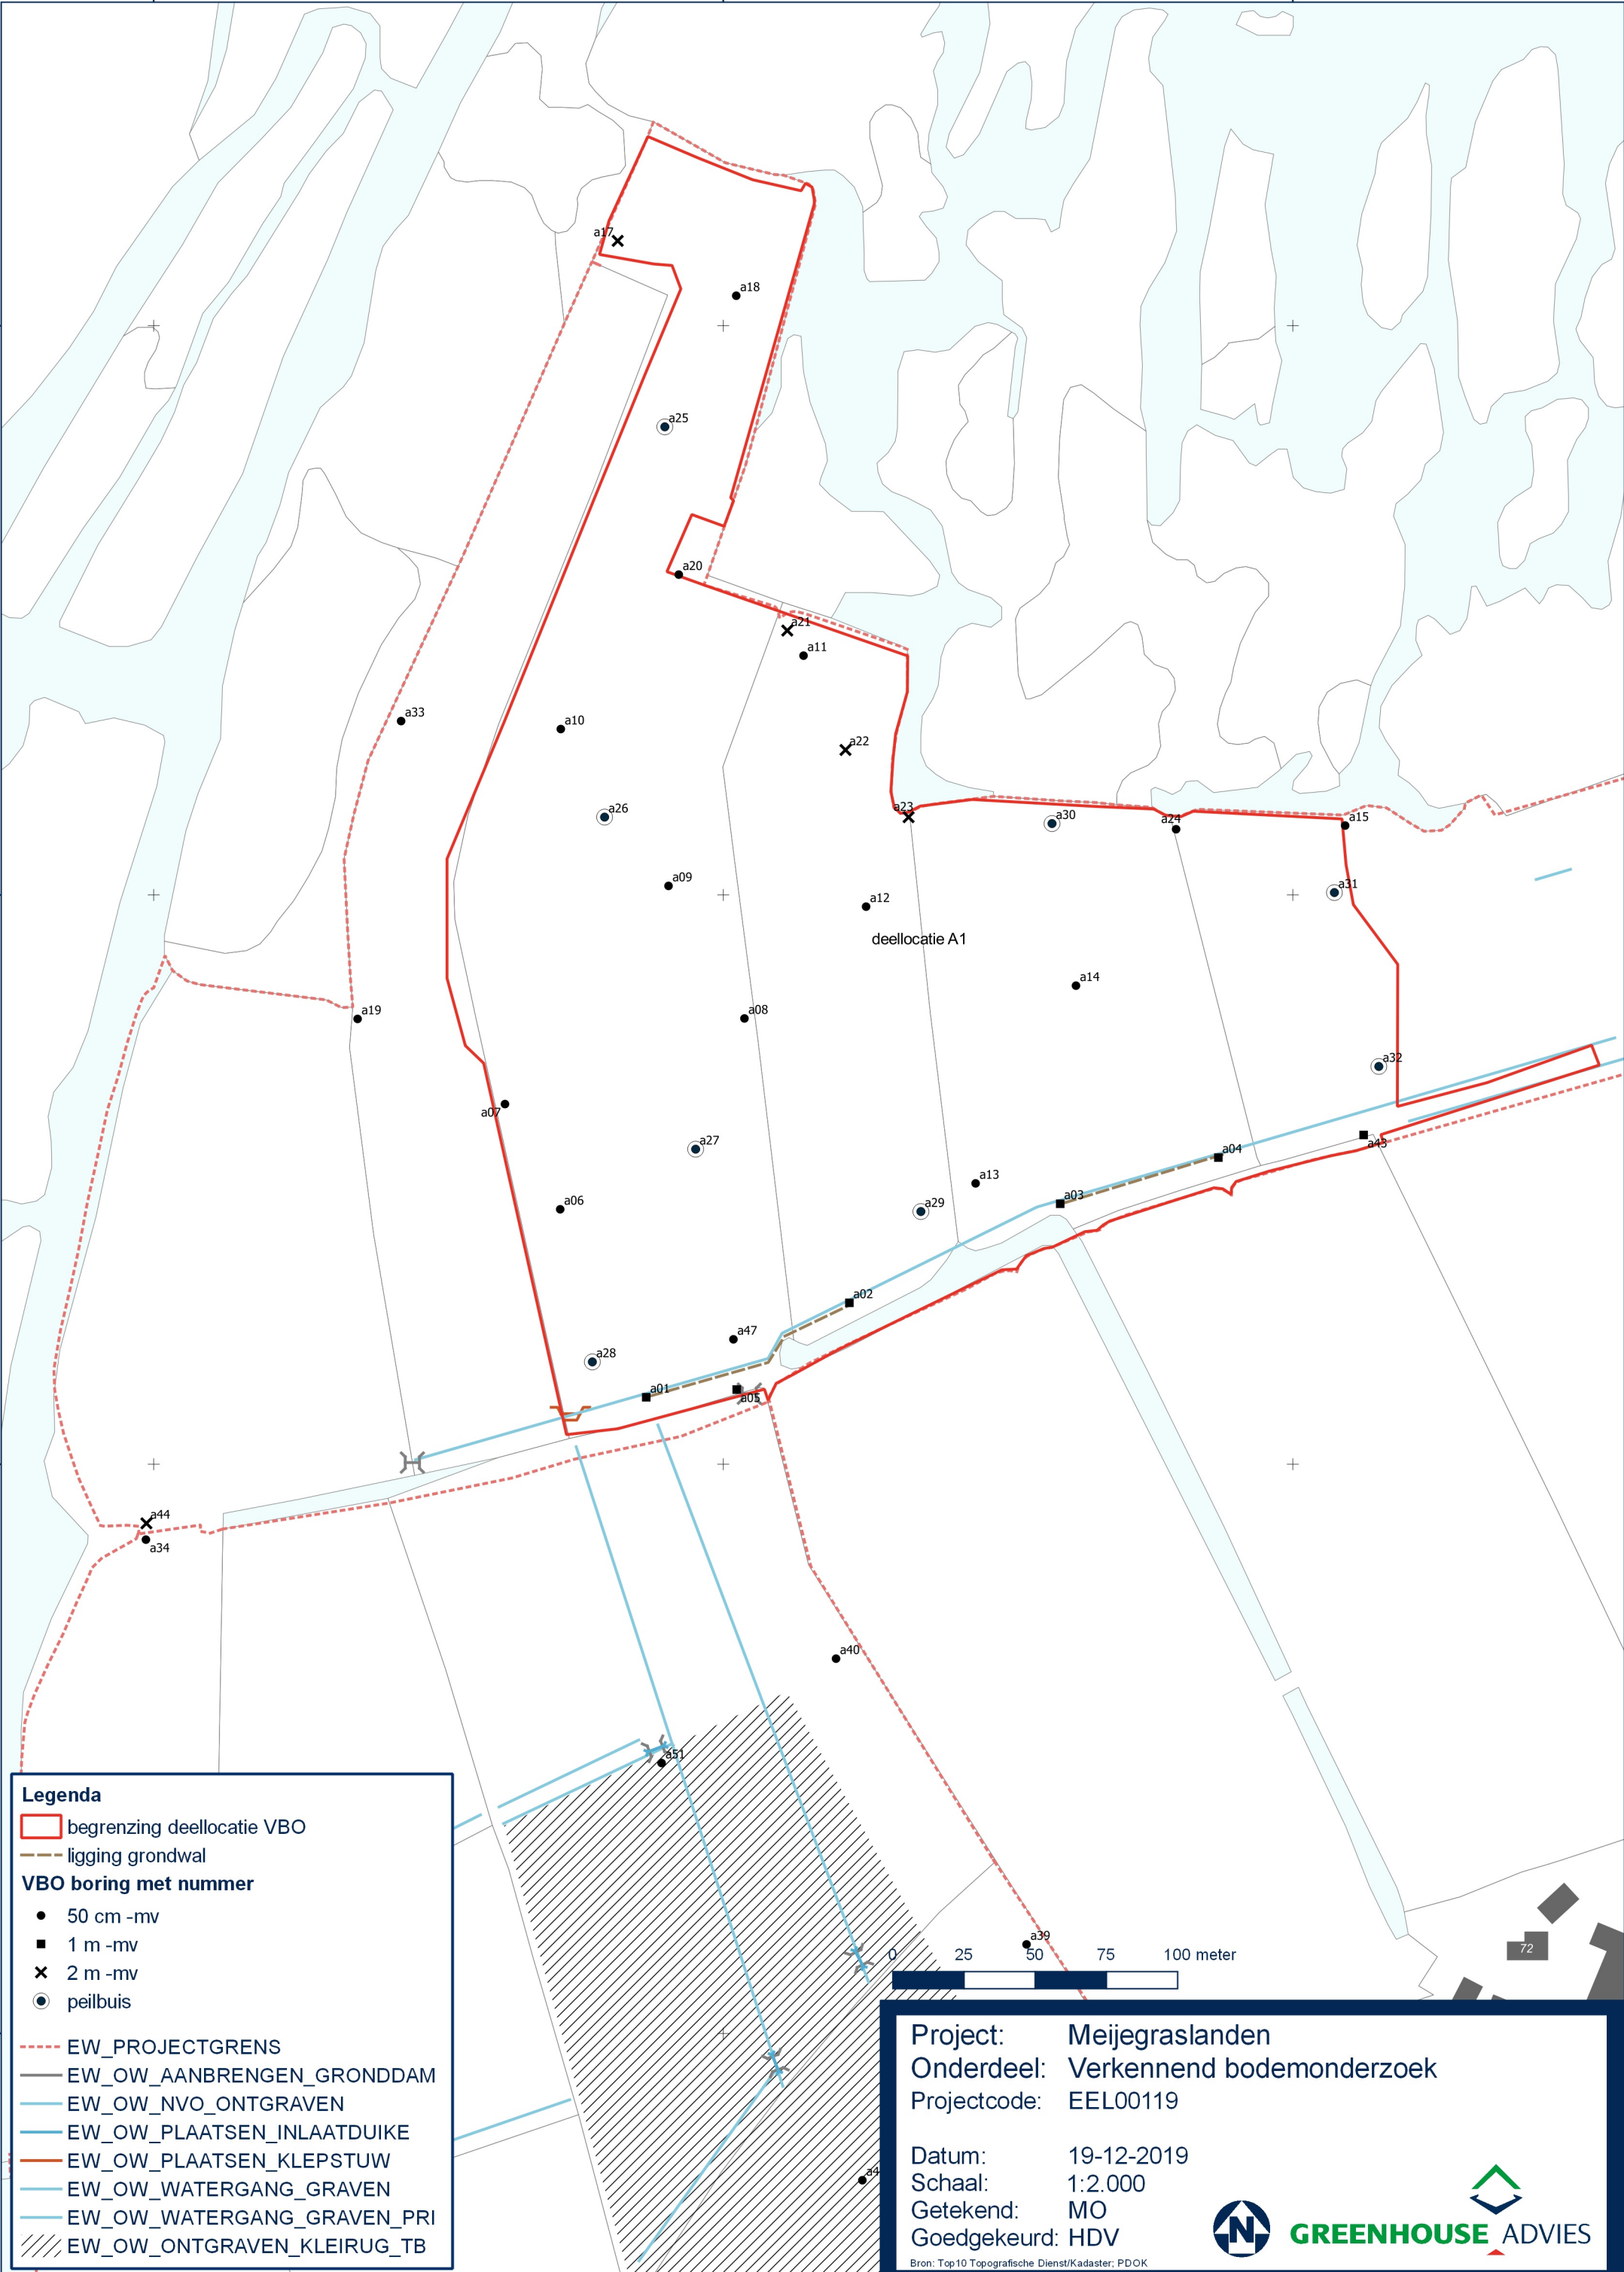 a17
a18
a25
a20
a21
a11
a33
a10
a22
a26
a23
a30
a24
a15
a09
a31
a12
deellocatie A1
a14
a19
a08
a32
a07
a27
a43
a04
a13
a06
a03
a29
a02
a47
a28
a01
a05
a44
a34
a40
a51
a39
72
0 25 50 75 100 meter
a4
Legenda
begrenzing deellocatie VBO
ligging grondwal
VBO boring met nummer
50 cm -mv
1 m -mv
2 m -mv
peilbuis
EW_PROJECTGRENS
EW_OW_AANBRENGEN_GRONDDAM
EW_OW_NVO_ONTGRAVEN
EW_OW_PLAATSEN_INLAATDUIKE
EW_OW_PLAATSEN_KLEPSTUW
EW_OW_WATERGANG_GRAVEN
EW_OW_WATERGANG_GRAVEN_PRI
EW_OW_ONTGRAVEN_KLEIRUG_TB
Project: Meijegraslanden
Onderdeel: Verkennend bodemonderzoek
Projectcode: EEL00119
Datum: 19-12-2019
Schaal: 1:2.000
Getekend: MO
Goedgekeurd: HDV
Bron: Top10 Topografische Dienst/Kadaster; PDOK
N
GREENHOUSE ADVIES